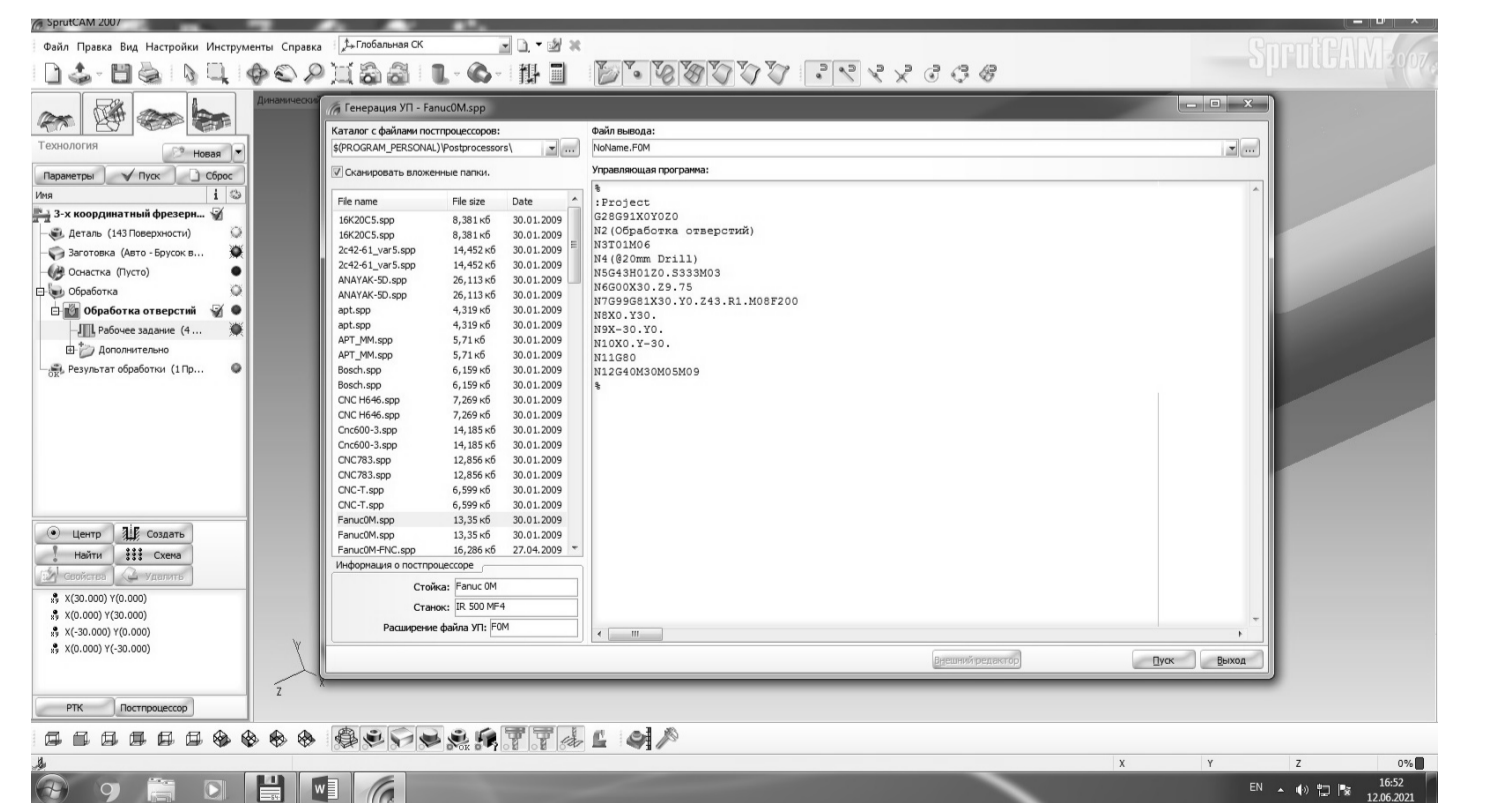 SprutCAM 2007
Файл Правка Вид Настройки Инструменты Справка
Глобальная СК
SprutCAM 2007
Технология
Новая
Параметры Пуск Сброс
Имя
3-х координатный фрезерн...
Деталь (143 Поверхности)
Заготовка (Авто - Брусок в...
Оснастка (Пусто)
Обработка
Обработка отверстий
Рабочее задание (4 ...
Дополнительно
Результат обработки (1 Пр...
Центр Создать
Найти Схема
Свойства Удалить
X(30.000) Y(0.000)
X(0.000) Y(30.000)
X(-30.000) Y(0.000)
X(0.000) Y(-30.000)
РТК Постпроцессор
Динамический
Y
Z
X
Генерация УП - Fanuc0M.spp
Каталог с файлами постпроцессоров:
$(PROGRAM_PERSONAL)\Postprocessors\
Сканировать вложенные папки.
File name File size Date
16K20C5.spp 8,381 кб 30.01.2009
16K20C5.spp 8,381 кб 30.01.2009
2c42-61_var5.spp 14,452 кб 30.01.2009
2c42-61_var5.spp 14,452 кб 30.01.2009
ANAYAK-5D.spp 26,113 кб 30.01.2009
ANAYAK-5D.spp 26,113 кб 30.01.2009
apt.spp 4,319 кб 30.01.2009
apt.spp 4,319 кб 30.01.2009
APT_MM.spp 5,71 кб 30.01.2009
APT_MM.spp 5,71 кб 30.01.2009
Bosch.spp 6,159 кб 30.01.2009
Bosch.spp 6,159 кб 30.01.2009
CNC H646.spp 7,269 кб 30.01.2009
CNC H646.spp 7,269 кб 30.01.2009
Cnc600-3.spp 14,185 кб 30.01.2009
Cnc600-3.spp 14,185 кб 30.01.2009
CNC783.spp 12,856 кб 30.01.2009
CNC783.spp 12,856 кб 30.01.2009
CNC-T.spp 6,599 кб 30.01.2009
CNC-T.spp 6,599 кб 30.01.2009
Fanuc0M.spp 13,35 кб 30.01.2009
Fanuc0M.spp 13,35 кб 30.01.2009
Fanuc0M-FNC.spp 16,286 кб 27.04.2009
Информация о постпроцессоре
Стойка: Fanuc 0M
Станок: IR 500 MF4
Расширение файла УП: F0M
Файл вывода:
NoName.F0M
Управляющая программа:
%
:Project
G28G91X0Y0Z0
N2(Обработка отверстий)
N3T01M06
N4(@20mm Drill)
N5G43H01Z0.S333M03
N6G00X30.Z9.75
N7G99G81X30.Y0.Z43.R1.M08F200
N8X0.Y30.
N9X-30.Y0.
N10X0.Y-30.
N11G80
N12G40M30M05M09
%
Внешний редактор Пуск Выход
X Y Z 0%
EN 16:52
12.06.2021